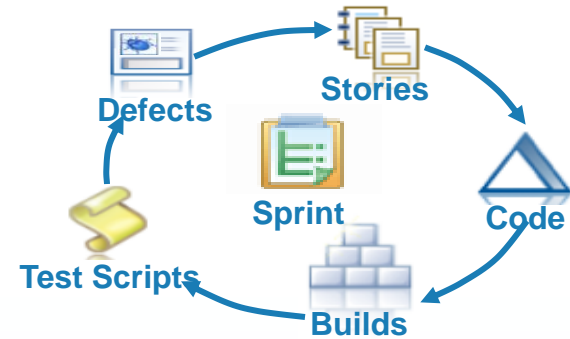 Stories
Defects
Sprint
Code
Test Scripts
Builds